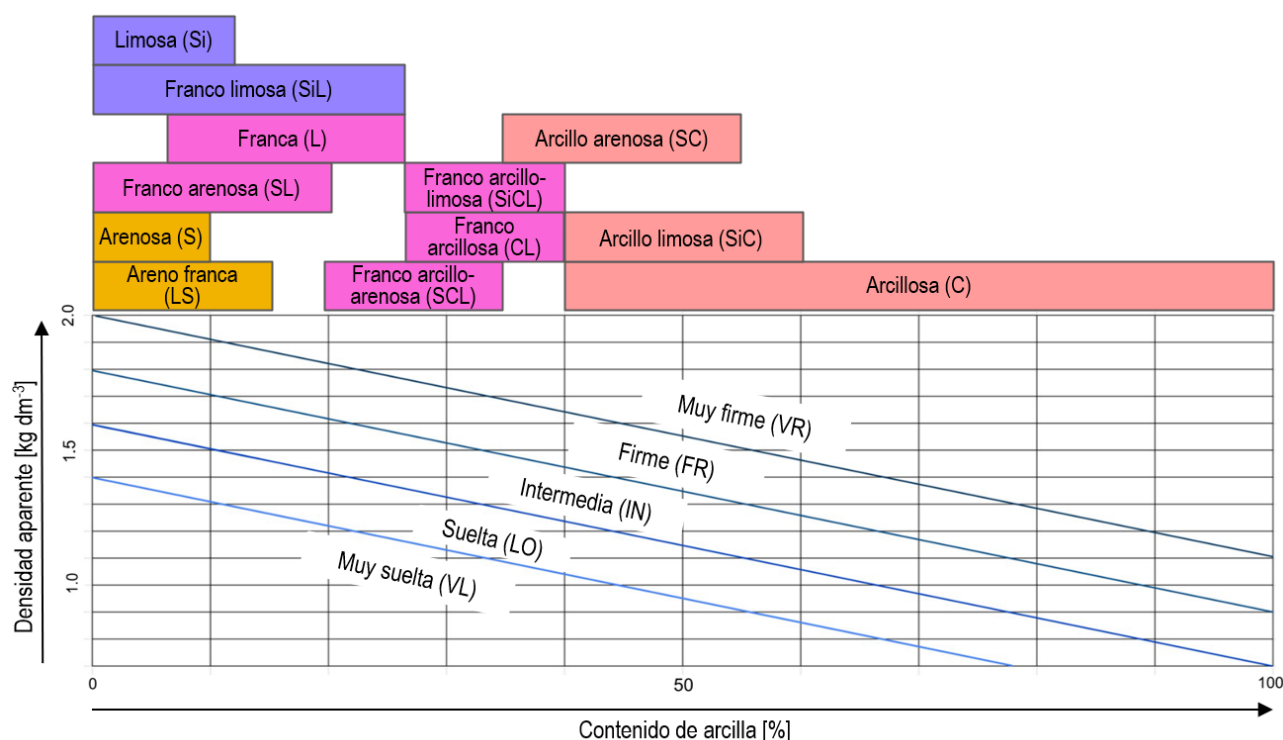 Limosa (Si)
Franco limosa (SiL)
Franca (L)
Arcillo arenosa (SC)
Franco arenosa (SL)
Franco arcillo-
limosa (SiCL)
Arenosa (S)
Franco
arcillosa (CL)
Arcillo limosa (SiC)
Areno franca
(LS)
Franco arcillo-
arenosa (SCL)
Arcillosa (C)
Densidad aparente [kg dm-3]
2.0
1.5
1.0
Muy firme (VR)
Firme (FR)
Intermedia (IN)
Suelta (LO)
Muy suelta (VL)
0
50
100
Contenido de arcilla [%]